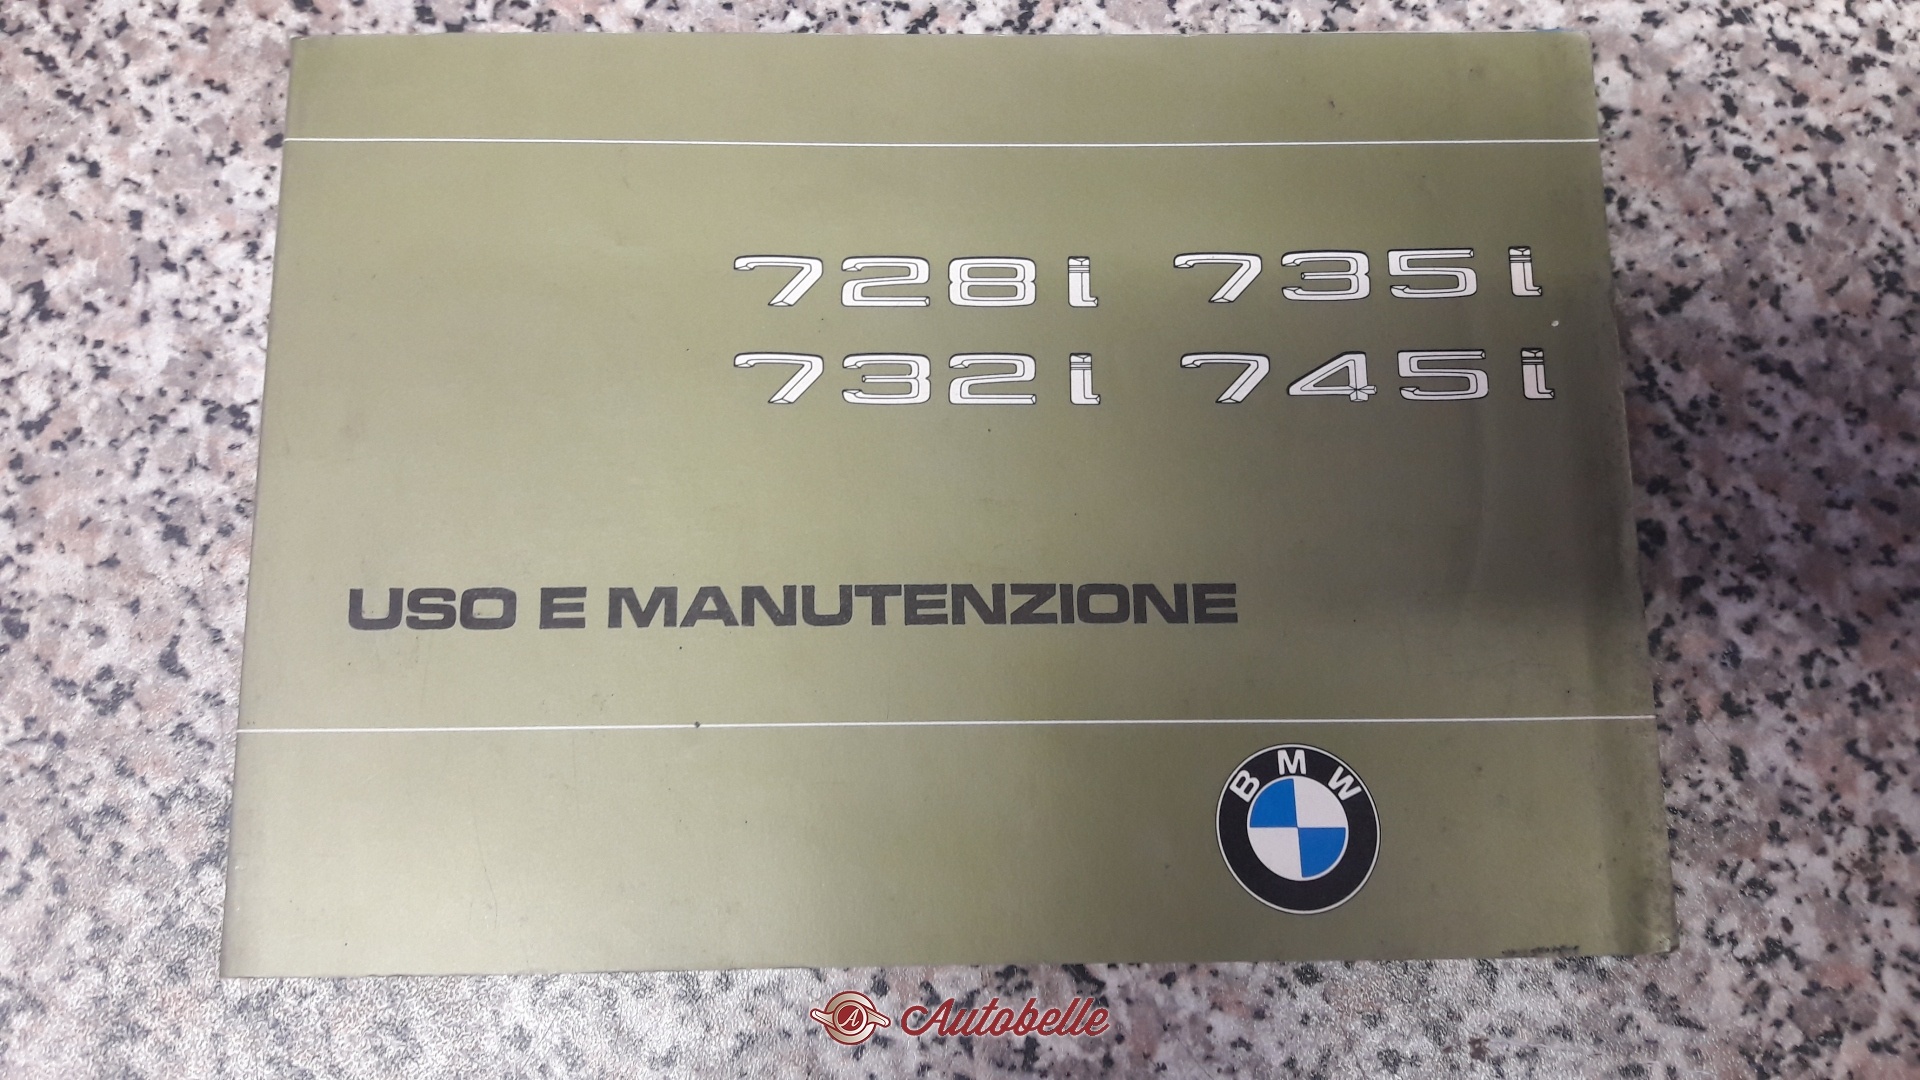 728i 735i
732i 745i
USO E MANUTENZIONE
BMW
A Autobelle